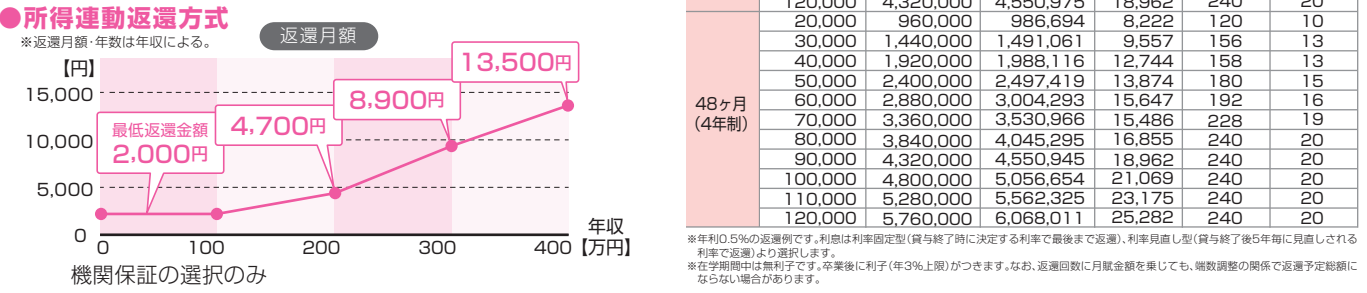 ●所得連動返還方式
※返還月額･年数は年収による。
返還月額
【円】
15,000
10,000
5,000
0
最低返還金額
2,000円
4,700円
8,900円
13,500円
0 100 200 300 400
年収
【万円】
機関保証の選択のみ
120,000 4,320,000 4,550,975 18,962 240 20
48ヶ月
(4年制)
20,000 960,000 986,694 8,222 120 10
30,000 1,440,000 1,491,061 9,557 156 13
40,000 1,920,000 1,988,116 12,744 158 13
50,000 2,400,000 2,497,419 13,874 180 15
60,000 2,880,000 3,004,293 15,647 192 16
70,000 3,360,000 3,530,966 15,486 228 19
80,000 3,840,000 4,045,295 16,855 240 20
90,000 4,320,000 4,550,945 18,962 240 20
100,000 4,800,000 5,056,654 21,069 240 20
110,000 5,280,000 5,562,325 23,175 240 20
120,000 5,760,000 6,068,011 25,282 240 20
※年利0.5%の返還例です。利息は利率固定型(貸与終了時に決定する利率で最後まで返還)、利率見直し型(貸与終了後5年毎に見直しされる
利率で返還)より選択します。
※在学期間中は無利子です。卒業後に利子(年3%上限)がつきます。なお、返還回数に月賦金額を乗じても、端数調整の関係で返還予定総額に
ならない場合があります。